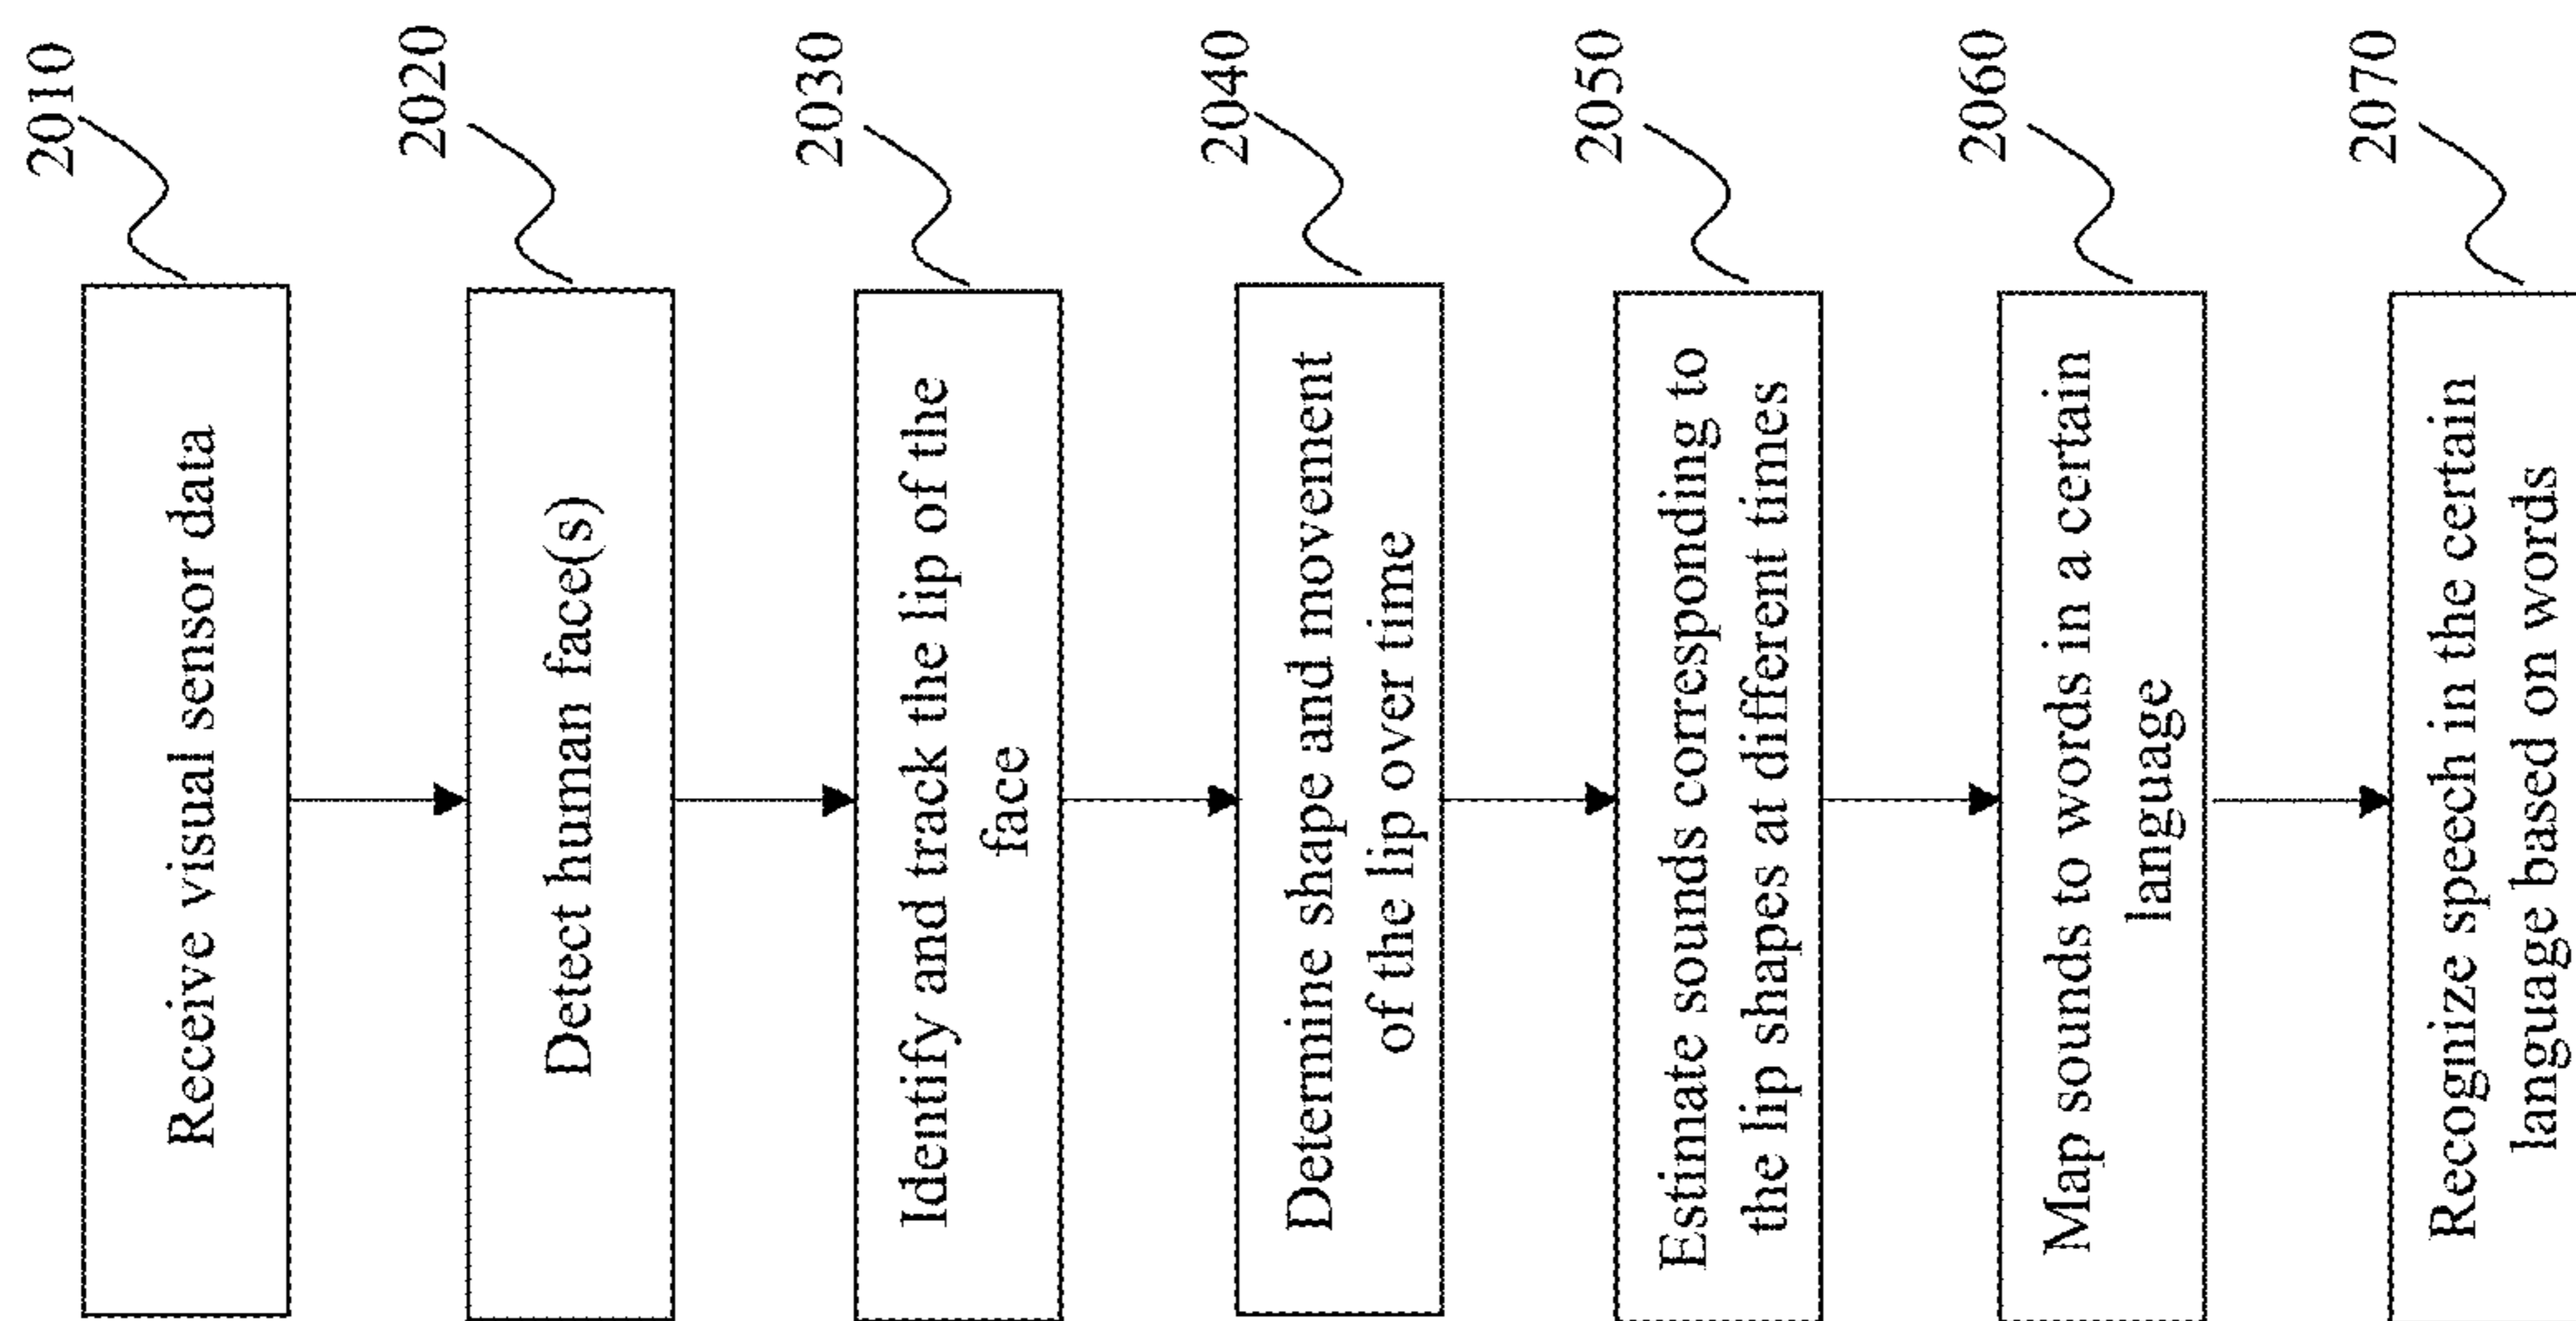 2010
Receive visual sensor data
2020
Detect human face(s)
2030
Identify and track the lip of the
face
2040
Determine shape and movement
of the lip over time
2050
Estimate sounds corresponding to
the lip shapes at different times
2060
Map sounds to words in a certain
language
2070
Recognize speech in the certain
language based on words